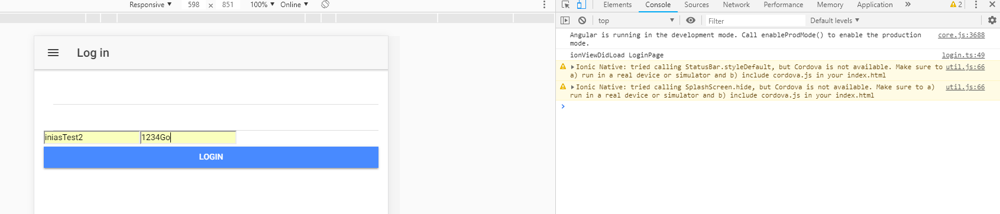 Responsive ▼ 598 × 851 100% ▼ Online ▼
Elements Console Sources Network Performance Memory Application » 2
top ▼ Filter Default levels ▼
Log in
iniasTest2 1234Go
LOGIN
Angular is running in the development mode. Call enableProdMode() to enable the production core.js:3688
mode.
ionViewDidLoad LoginPage login.ts:49
Ionic Native: tried calling StatusBar.styleDefault, but Cordova is not available. Make sure to util.js:66
a) run in a real device or simulator and b) include cordova.js in your index.html
Ionic Native: tried calling SplashScreen.hide, but Cordova is not available. Make sure to a) util.js:66
run in a real device or simulator and b) include cordova.js in your index.html